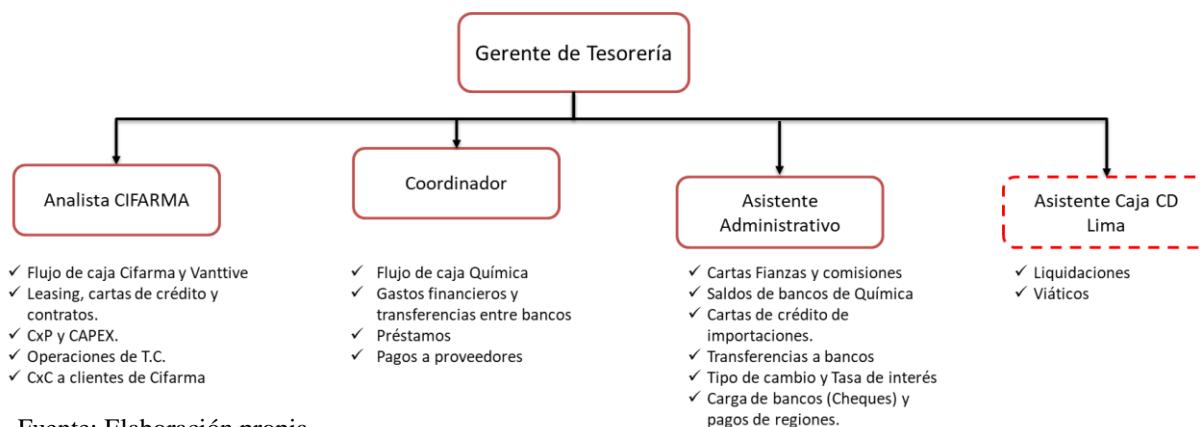 Gerente de Tesorería
Analista CIFARMA
✓ Flujo de caja Cifarma y Vanttive
✓ Leasing, cartas de crédito y
contratos.
✓ CxP y CAPEX.
✓ Operaciones de T.C.
✓ CxC a clientes de Cifarma
Coordinador
✓ Flujo de caja Química
✓ Gastos financieros y
transferencias entre bancos
✓ Préstamos
✓ Pagos a proveedores
Asistente
Administrativo
✓ Cartas Fianzas y comisiones
✓ Saldos de bancos de Química
✓ Cartas de crédito de
importaciones.
✓ Transferencias a bancos
✓ Tipo de cambio y Tasa de interés
✓ Carga de bancos (Cheques) y
pagos de regiones.
Asistente Caja CD
Lima
✓ Liquidaciones
✓ Viáticos
Fuente: Elaboración propia